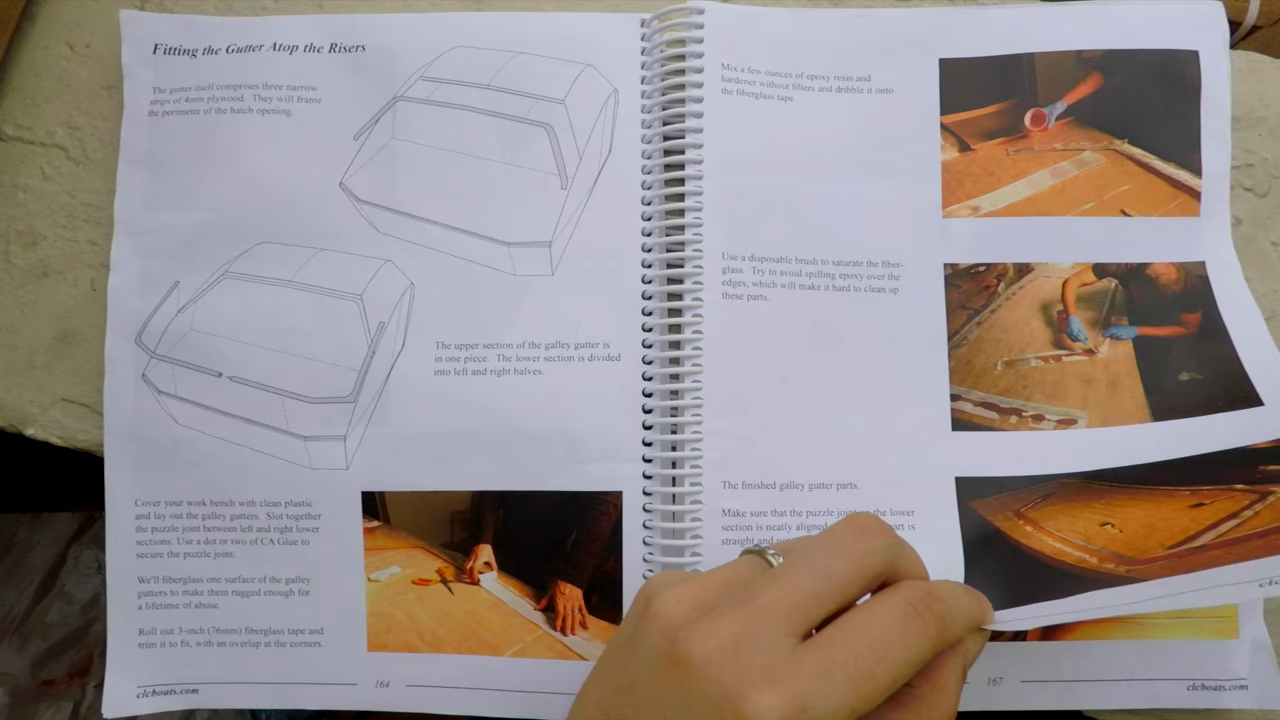 Fitting the Gutter Atop the Risers
The gutter itself comprises three narrow
strips of 4mm plywood. They will frame
the perimeter of the hatch opening.
The upper section of the galley gutter is
in one piece. The lower section is divided
into left and right halves.
Cover your work bench with clean plastic
and lay out the galley gutters. Slot together
the puzzle joint between left and right lower
sections. Use a dot or two of CA Glue to
secure the puzzle joint.
We'll fiberglass one surface of the galley
gutters to make them rugged enough for
a lifetime of abuse.
Roll out 3-inch (76mm) fiberglass tape and
trim it to fit, with an overlap at the corners.
clcboats.com
164
Mix a few ounces of epoxy resin and
hardener without fillers and dribble it onto
the fiberglass tape.
Use a disposable brush to saturate the fiber-
glass. Try to avoid spilling epoxy over the
edges, which will make it hard to clean up
these parts.
The finished galley gutter parts.
Make sure that the puzzle joint the lower
section is neatly aligned part is
straight and
167
clcboats.com